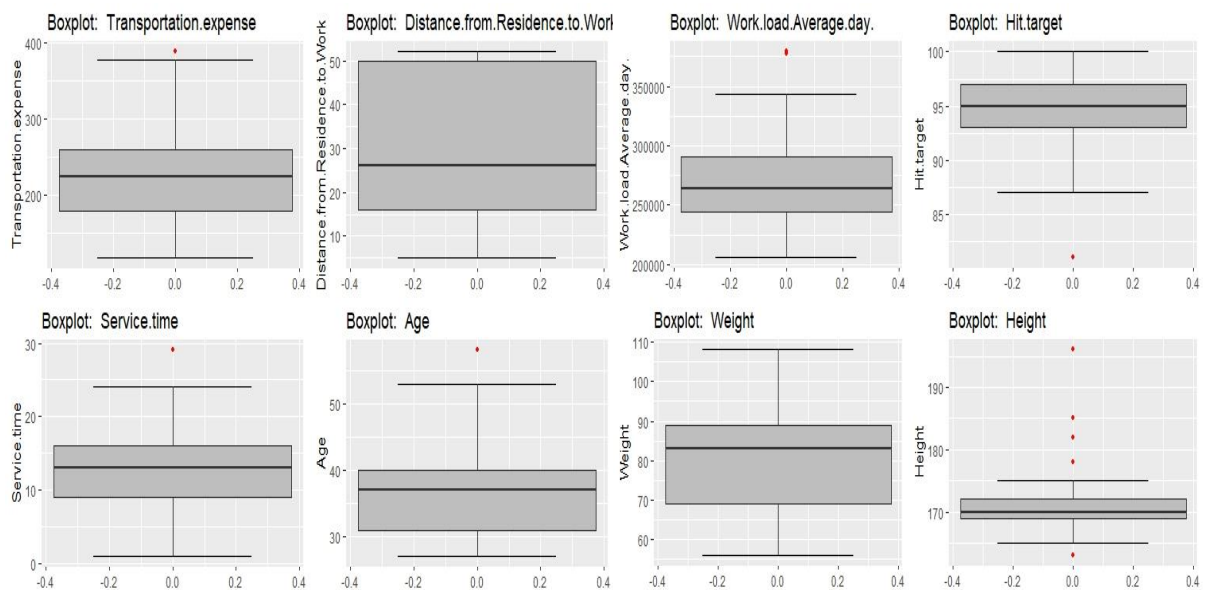 Boxplot: Transportation.expense
Transportation.expense
400
300
200
-0.4 -0.2 0.0 0.2 0.4
Boxplot: Distance.from.Residence.to.Work
Distance.from.Residence.to.Work
50
40
30
20
10
-0.4 -0.2 0.0 0.2 0.4
Boxplot: Work.load.Average.day.
Work.load.Average.day.
350000
300000
250000
200000
-0.4 -0.2 0.0 0.2 0.4
Boxplot: Hit.target
Hit.target
100
95
90
85
-0.4 -0.2 0.0 0.2 0.4
Boxplot: Service.time
Service.time
30
20
10
0
-0.4 -0.2 0.0 0.2 0.4
Boxplot: Age
Age
50
40
30
-0.4 -0.2 0.0 0.2 0.4
Boxplot: Weight
Weight
110
100
90
80
70
60
-0.4 -0.2 0.0 0.2 0.4
Boxplot: Height
Height
190
180
170
-0.4 -0.2 0.0 0.2 0.4